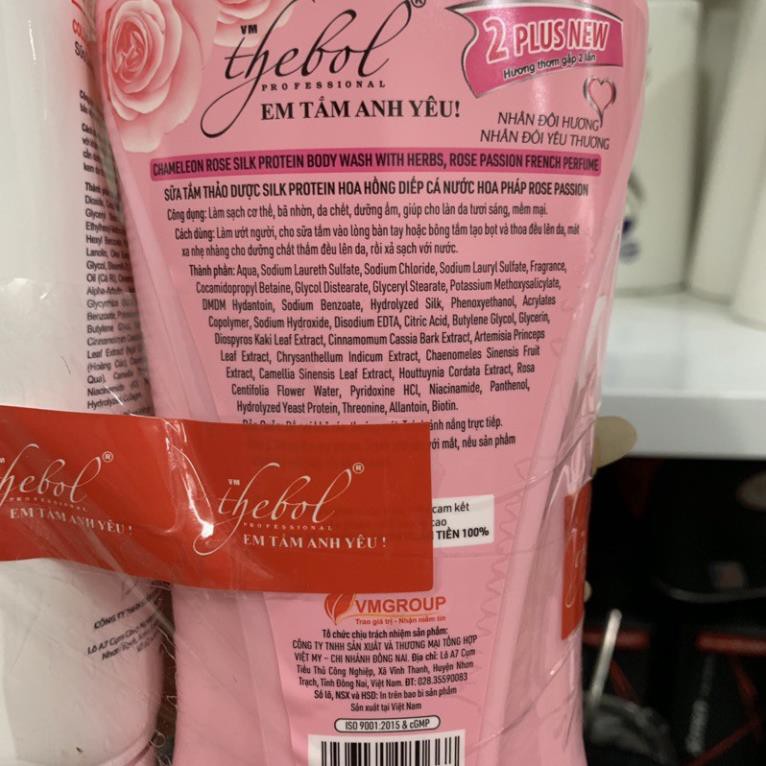 VM
thebol®
PROFESSIONAL
EM TẮM ANH YÊU!
2 PLUS NEW
Hương thơm gấp 2 lần
NHÂN ĐÔI HƯƠNG
NHÂN ĐÔI YÊU THƯƠNG
CHAMELEON ROSE SILK PROTEIN BODY WASH WITH HERBS, ROSE PASSION FRENCH PERFUME
SỮA TẮM THẢO DƯỢC SILK PROTEIN HOA HỒNG DIẾP CÁ NƯỚC HOA PHÁP ROSE PASSION
Công dụng: Làm sạch cơ thể, bã nhờn, da chết, dưỡng ẩm, giúp cho làn da tươi sáng, mềm mại.
Cách dùng: Làm ướt người, cho sữa tắm vào lòng bàn tay hoặc bông tắm tạo bọt và thoa đều lên da, mát
xa nhẹ nhàng cho dưỡng chất thấm đều lên da, rồi xả sạch với nước.
Thành phần: Aqua, Sodium Laureth Sulfate, Sodium Chloride, Sodium Lauryl Sulfate, Fragrance,
Cocamidopropyl Betaine, Glycol Distearate, Glyceryl Stearate, Potassium Methoxysalicylate,
DMDM Hydantoin, Sodium Benzoate, Hydrolyzed Silk, Phenoxyethanol, Acrylates
Copolymer, Sodium Hydroxide, Disodium EDTA, Citric Acid, Butylene Glycol, Glycerin,
Diospyros Kaki Leaf Extract, Cinnamomum Cassia Bark Extract, Artemisia Princeps
Leaf Extract, Chrysanthellum Indicum Extract, Chaenomeles Sinensis Fruit
Extract, Camellia Sinensis Leaf Extract, Houttuynia Cordata Extract, Rosa
Centifolia Flower Water, Pyridoxine HCl, Niacinamide, Panthenol,
Hydrolyzed Yeast Protein, Threonine, Allantoin, Biotin.
ánh nắng trực tiếp.
với mắt, nếu sản phẩm
VM
thebol®
PROFESSIONAL
EM TẮM ANH YÊU !
VM
thebol®
PROFESSIONAL
EM TẮM ANH YÊU !
cam kết
cao
TIỀN 100%
VMGROUP
Trao giá trị - Nhận niềm tin
Tổ chức chịu trách nhiệm sản phẩm:
CÔNG TY TNHH SẢN XUẤT VÀ THƯƠNG MẠI TỔNG HỢP
VIỆT MY - CHI NHÁNH ĐỒNG NAI. Địa chỉ: Lô A7 Cụm
Tiểu Thủ Công Nghiệp, Xã Vĩnh Thanh, Huyện Nhơn
Trạch, Tỉnh Đồng Nai, Việt Nam. ĐT: 028.35590083
Số lô, NSX và HSD: In trên bao bì sản phẩm
Sản xuất tại Việt Nam
ISO 9001:2015 & cGMP